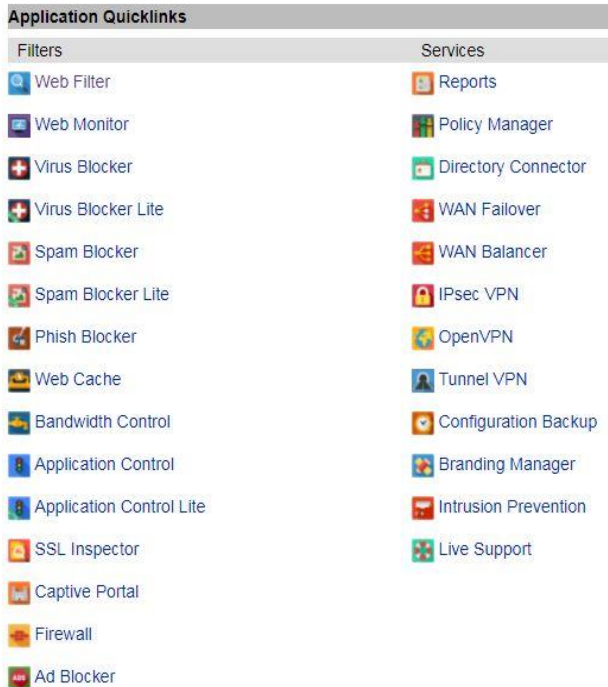 Application Quicklinks
Filters
Services
Web Filter
Reports
Web Monitor
Policy Manager
Virus Blocker
Directory Connector
Virus Blocker Lite
WAN Failover
Spam Blocker
WAN Balancer
Spam Blocker Lite
IPsec VPN
Phish Blocker
OpenVPN
Web Cache
Tunnel VPN
Bandwidth Control
Configuration Backup
Application Control
Branding Manager
Application Control Lite
Intrusion Prevention
SSL Inspector
Live Support
Captive Portal
Firewall
ADS
Ad Blocker